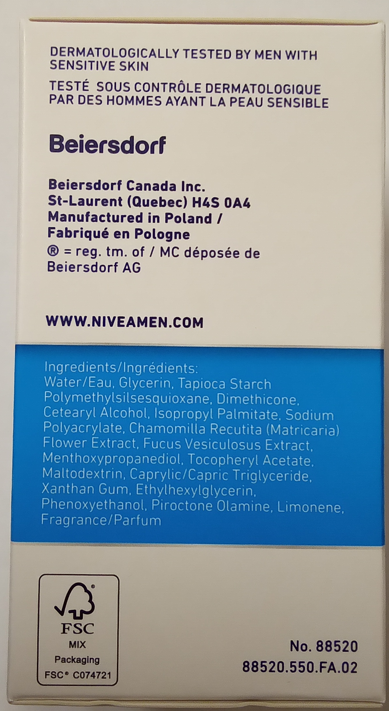 DERMATOLOGICALLY TESTED BY MEN WITH
SENSITIVE SKIN
TESTÉ SOUS CONTRÔLE DERMATOLOGIQUE
PAR DES HOMMES AYANT LA PEAU SENSIBLE
Beiersdorf
Beiersdorf Canada Inc.
St-Laurent (Quebec) H4S 0A4
Manufactured in Poland /
Fabriqué en Pologne
® = reg. tm. of / MC déposée de
Beiersdorf AG
WWW.NIVEAMEN.COM
Ingredients/Ingrédients:
Water/Eau, Glycerin, Tapioca Starch
Polymethylsilsesquioxane, Dimethicone,
Cetearyl Alcohol, Isopropyl Palmitate, Sodium
Polyacrylate, Chamomilla Recutita (Matricaria)
Flower Extract, Fucus Vesiculosus Extract,
Menthoxypropanediol, Tocopheryl Acetate,
Maltodextrin, Caprylic/Capric Triglyceride,
Xanthan Gum, Ethylhexylglycerin,
Phenoxyethanol, Piroctone Olamine, Limonene,
Fragrance/Parfum
FSC
MIX
Packaging
FSC® C074721
No. 88520
88520.550.FA.02